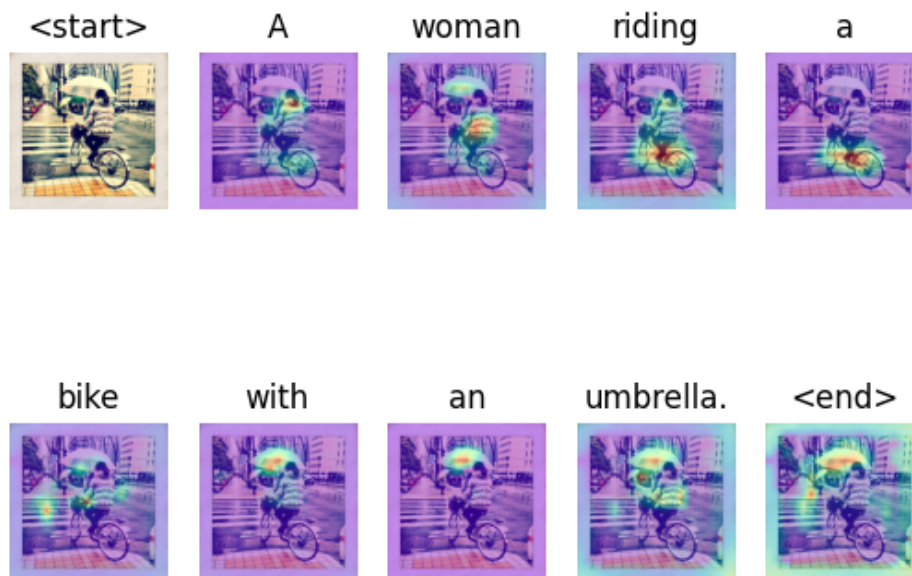 <start> A woman riding a
bike with an umbrella. <end>